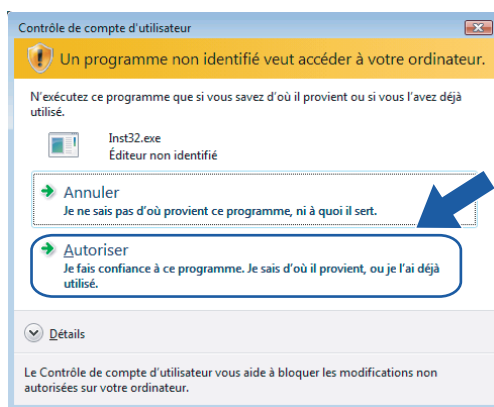 Contrôle de compte d'utilisateur
Un programme non identifié veut accéder à votre ordinateur.
N'exécutez ce programme que si vous savez d'où il provient ou si vous l'avez déjà
utilisé.
Inst32.exe
Éditeur non identifié
Annuler
Je ne sais pas d'où provient ce programme, ni à quoi il sert.
Autoriser
Je fais confiance à ce programme. Je sais d'où il provient, ou je l'ai déjà
utilisé.
Détails
Le Contrôle de compte d'utilisateur vous aide à bloquer les modifications non
autorisées sur votre ordinateur.